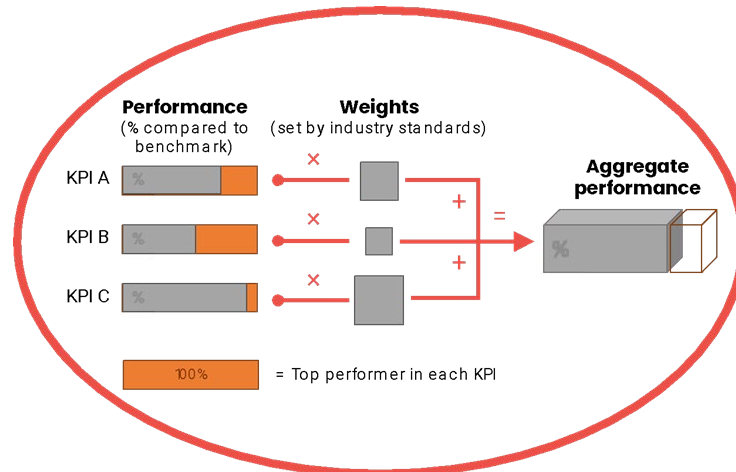 Performance
(% compared to
benchmark)
Weights
(set by industry standards)
KPI A
%
×
+
KPI B
%
×
=
+
KPI C
%
×
Aggregate
performance
%
100%
= Top performer in each KPI